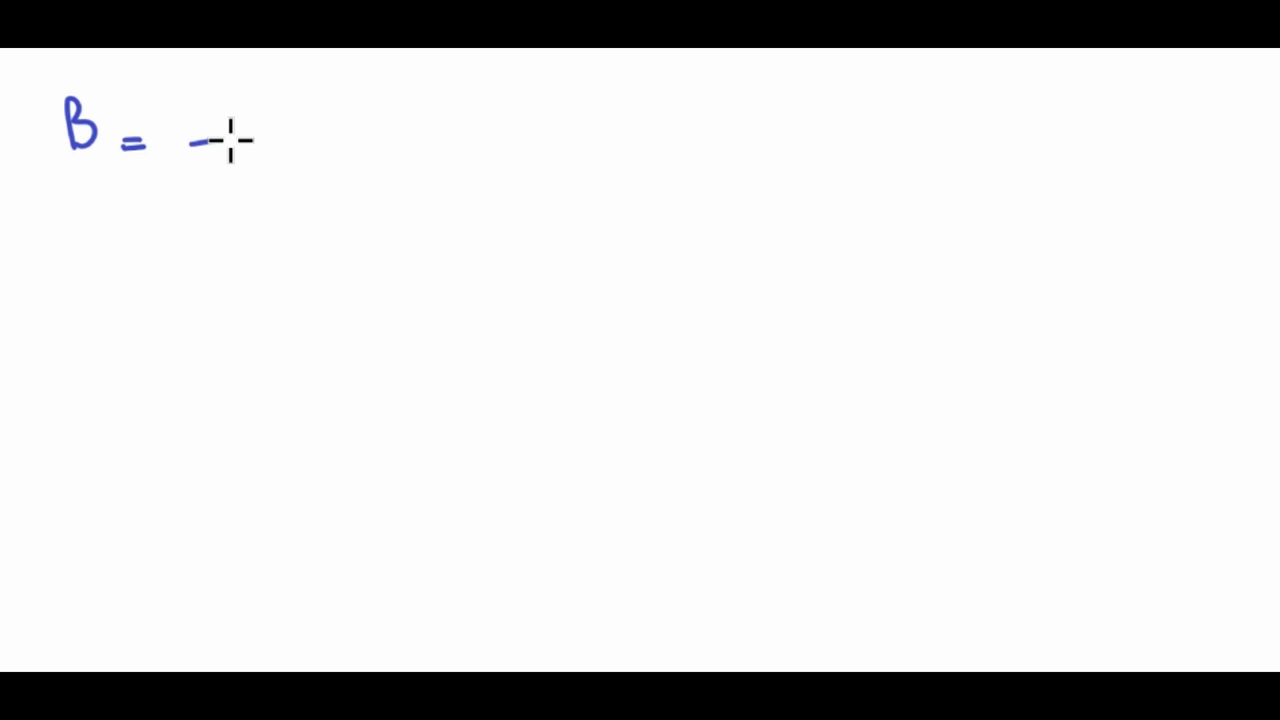 B = -